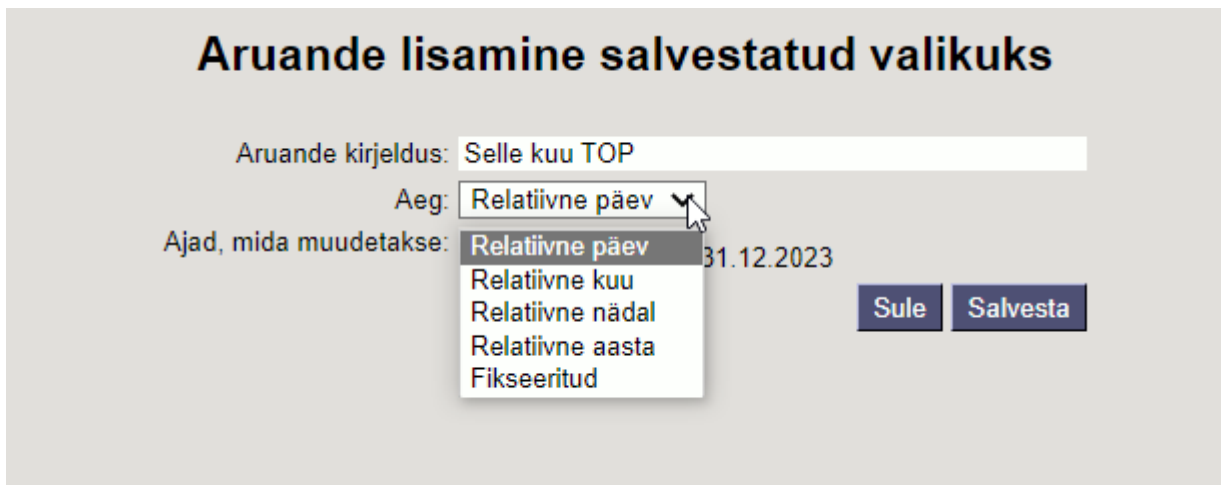 Aruande lisamine salvestatud valikuks
Aruande kirjeldus: Selle kuu TOP
Aeg: Relatiivne päev
Ajad, mida muudetakse: 31.12.2023
Relatiivne päev
Relatiivne kuu
Relatiivne nädal
Relatiivne aasta
Fikseeritud
Sule Salvesta